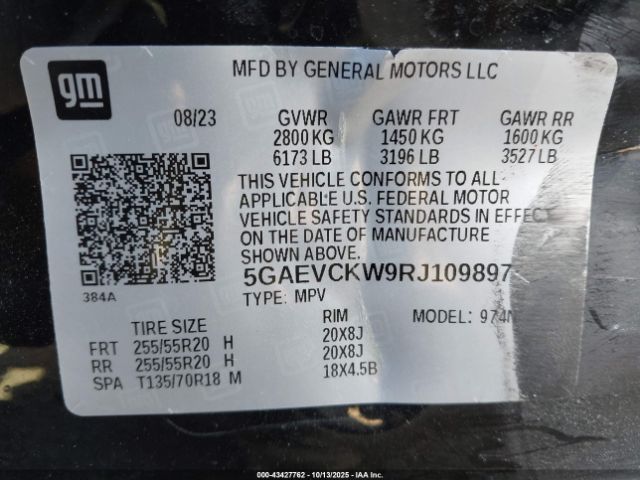 gm
MFD BY GENERAL MOTORS LLC
08/23 GVWR GAWR FRT GAWR RR
2800 KG 1450 KG 1600 KG
6173 LB 3196 LB 3527 LB
THIS VEHICLE CONFORMS TO ALL
APPLICABLE U.S. FEDERAL MOTOR
VEHICLE SAFETY STANDARDS IN EFFECT
ON THE DATE OF MANUFACTURE
SHOWN ABOVE.
384A
5GAEVCKW9RJ109897
TYPE: MPV
TIRE SIZE RIM MODEL:
FRT 255/55R20 H 20X8J
RR 255/55R20 H 20X8J
SPA T135/70R18 M 18X4.5B
00-43427762 - 10/13/2025 - Copyright © 2025 IAA, Inc.